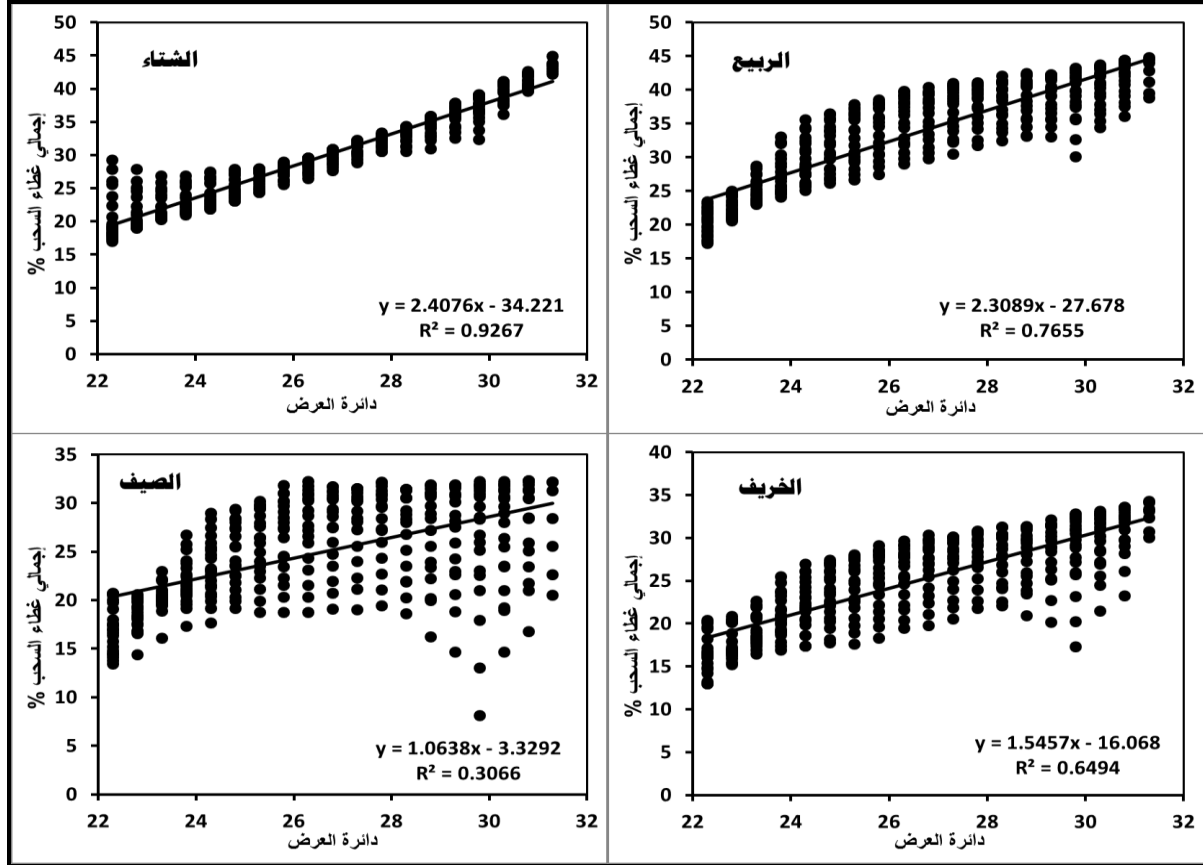 الشتاء
إجمالي غطاء السحب %
50
45
40
35
30
25
20
15
10
5
0
y = 2.4076x - 34.221
R² = 0.9267
22 24 26 28 30 32
دائرة العرض
الربيع
إجمالي غطاء السحب %
50
45
40
35
30
25
20
15
10
5
0
y = 2.3089x - 27.678
R² = 0.7655
22 24 26 28 30 32
دائرة العرض
الصيف
إجمالي غطاء السحب %
35
30
25
20
15
10
5
0
y = 1.0638x - 3.3292
R² = 0.3066
22 24 26 28 30 32
دائرة العرض
الخريف
إجمالي غطاء السحب %
40
35
30
25
20
15
10
5
0
y = 1.5457x - 16.068
R² = 0.6494
22 24 26 28 30 32
دائرة العرض